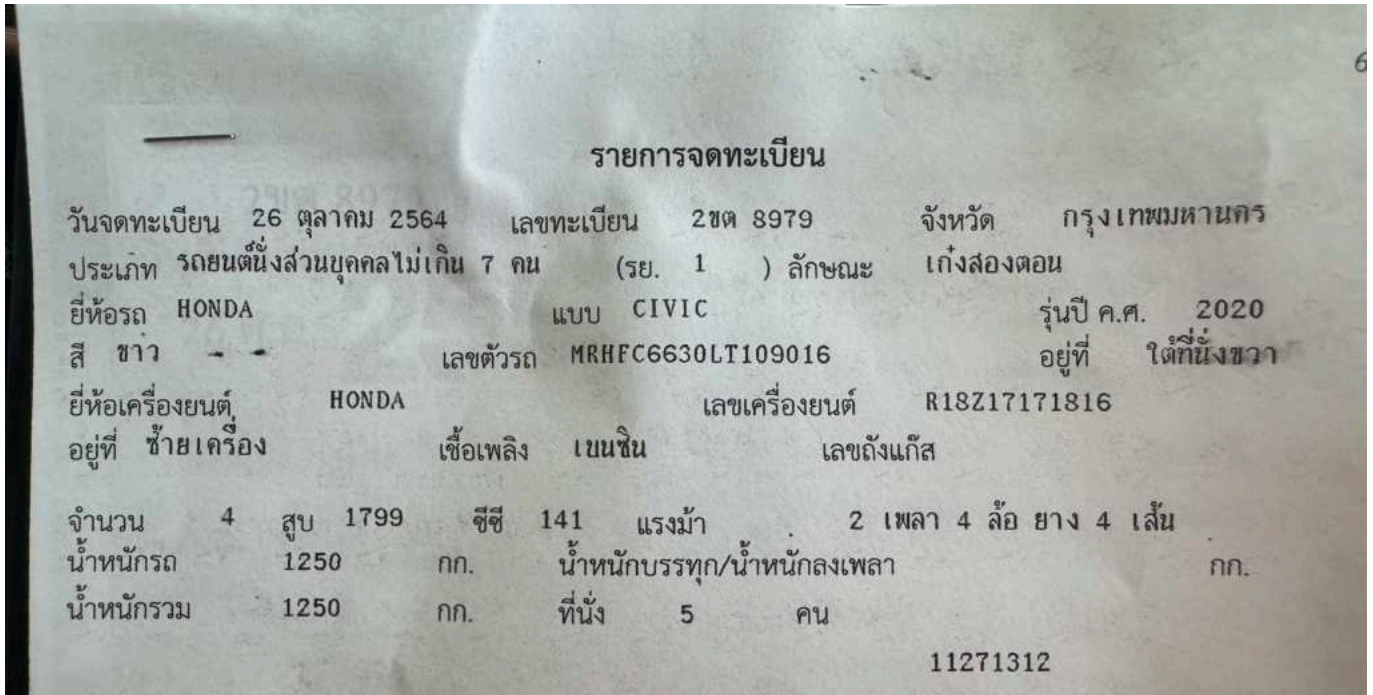 6
รายการจดทะเบียน
วันจดทะเบียน 26 ตุลาคม 2564 เลขทะเบียน 2ขต 8979 จังหวัด กรุงเทพมหานคร
ประเภท รถยนต์นั่งส่วนบุคคลไม่เกิน 7 คน (รย. 1 ) ลักษณะ เก๋งสองตอน
ยี่ห้อรถ HONDA แบบ CIVIC รุ่นปี ค.ศ. 2020
สี ขาว - - เลขตัวรถ MRHFC6630LT109016 อยู่ที่ ใต้ที่นั่งขวา
ยี่ห้อเครื่องยนต์ HONDA เลขเครื่องยนต์ R18Z17171816
อยู่ที่ ซ้ายเครื่อง เชื้อเพลิง เบนซิน เลขถังแก๊ส
จำนวน 4 สูบ 1799 ซีซี 141 แรงม้า 2 เพลา 4 ล้อ ยาง 4 เส้น
น้ำหนักรถ 1250 กก. น้ำหนักบรรทุก/น้ำหนักลงเพลา กก.
น้ำหนักรวม 1250 กก. ที่นั่ง 5 คน
11271312